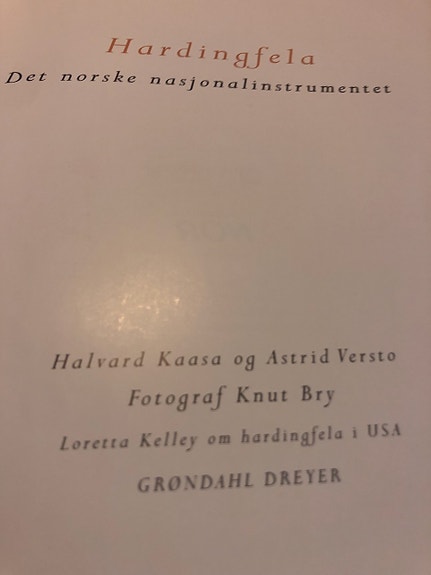 Hardingfela
Det norske nasjonalinstrumentet
Halvard Kaasa og Astrid Versto
Fotograf Knut Bry
Loretta Kelley om hardingfela i USA
GRØNDAHL DREYER